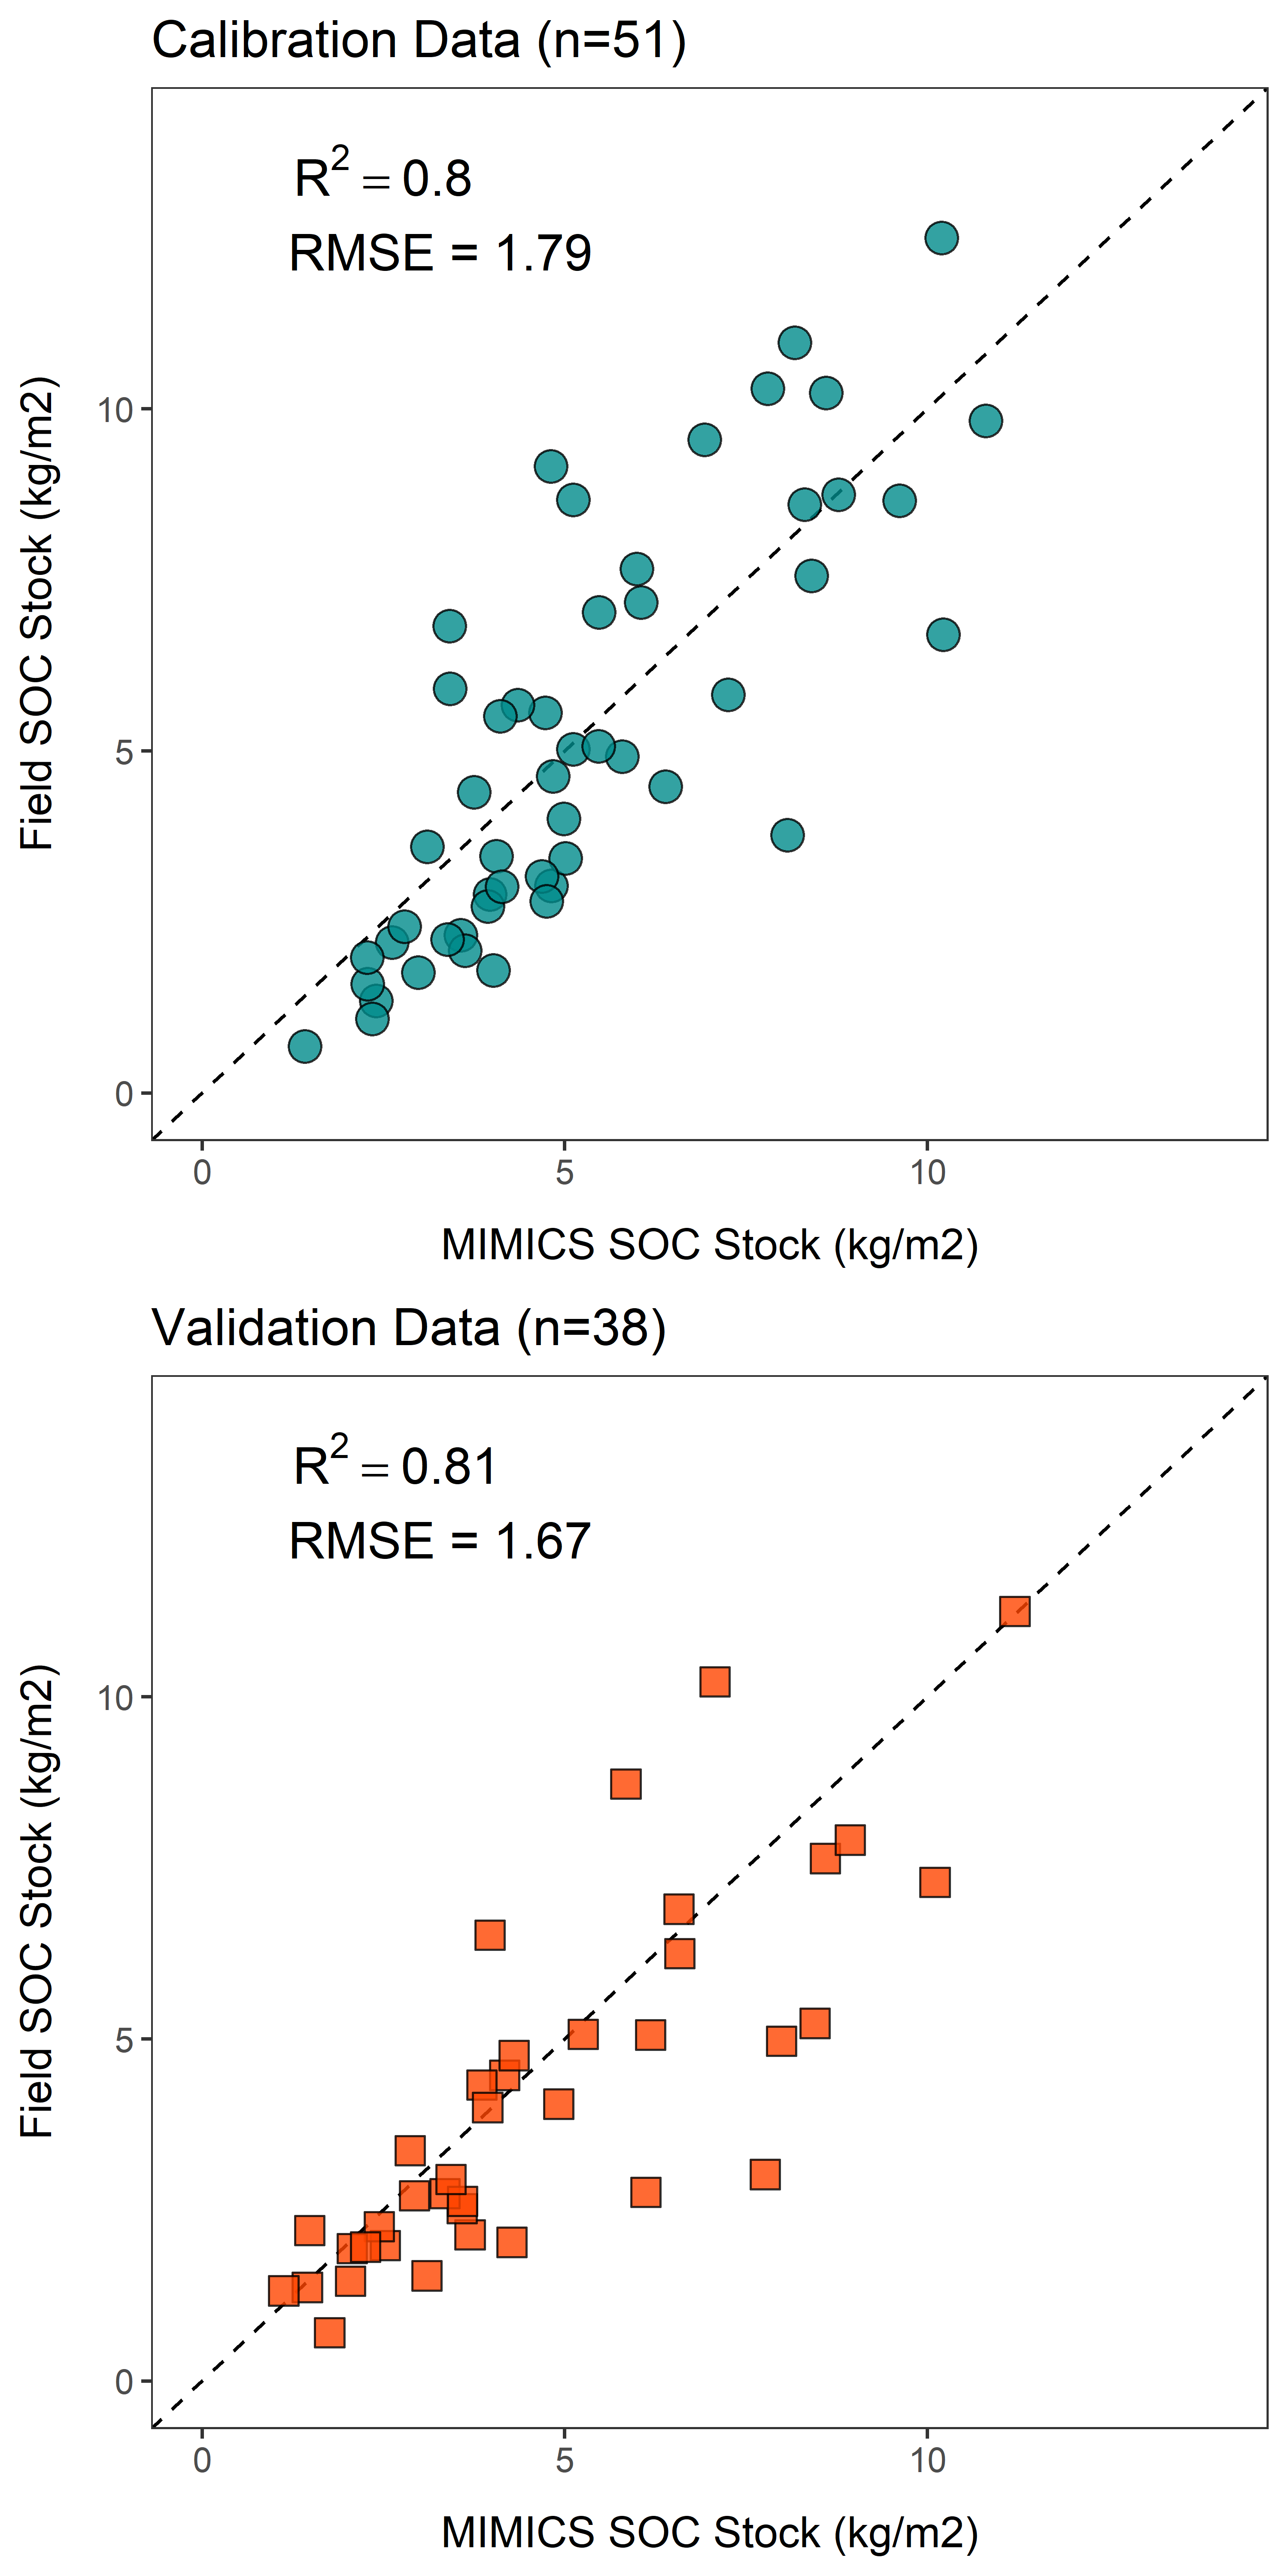 Calibration Data (n=51)
R² = 0.8
RMSE = 1.79
Field SOC Stock (kg/m2)
10
5
0
0 5 10
MIMICS SOC Stock (kg/m2)
Validation Data (n=38)
R² = 0.81
RMSE = 1.67
Field SOC Stock (kg/m2)
10
5
0
0 5 10
MIMICS SOC Stock (kg/m2)